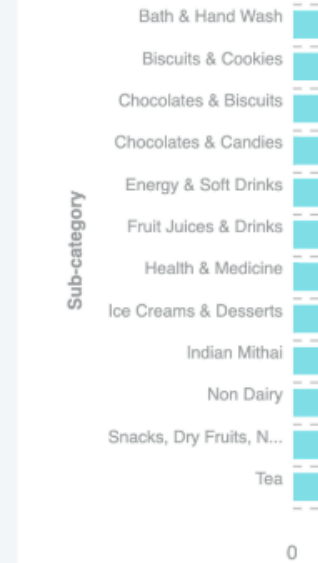 Bath & Hand Wash
Biscuits & Cookies
Chocolates & Biscuits
Chocolates & Candies
Energy & Soft Drinks
Fruit Juices & Drinks
Health & Medicine
Ice Creams & Desserts
Indian Mithai
Non Dairy
Snacks, Dry Fruits, N...
Tea
Sub-category
0